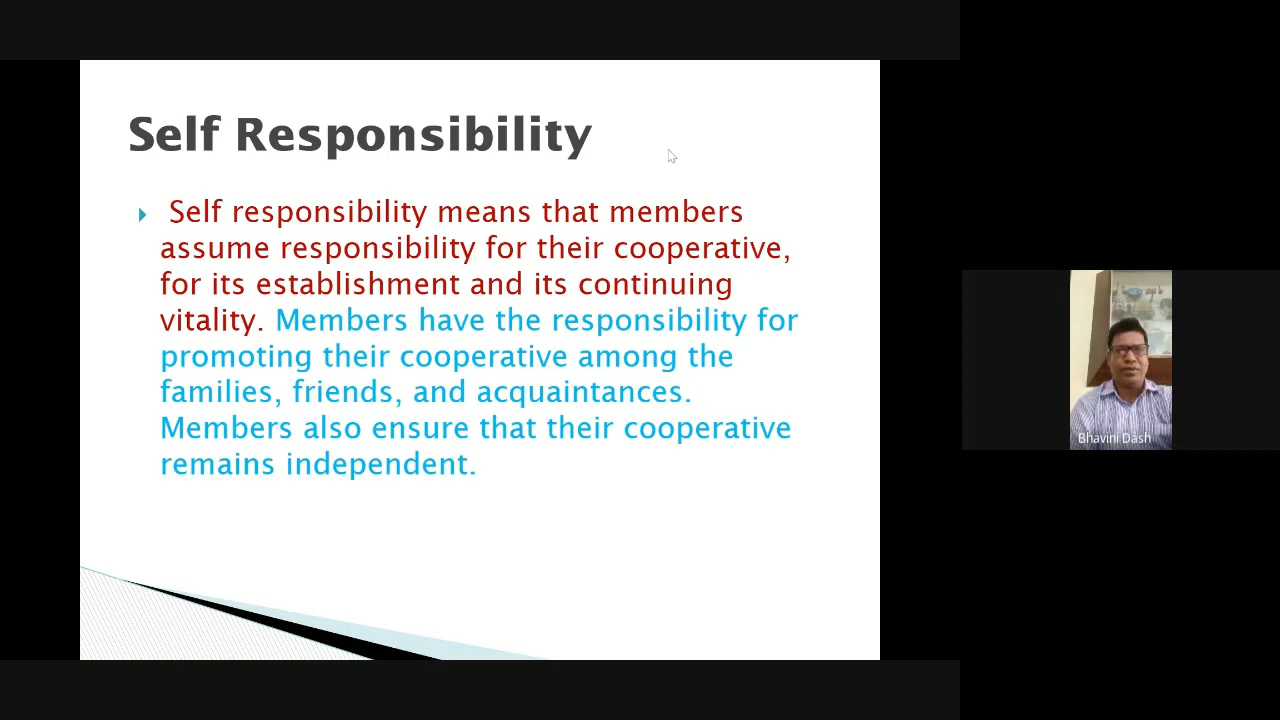 Self Responsibility
Self responsibility means that members
assume responsibility for their cooperative,
for its establishment and its continuing
vitality. Members have the responsibility for
promoting their cooperative among the
families, friends, and acquaintances.
Members also ensure that their cooperative
remains independent.
Bhavini Dash